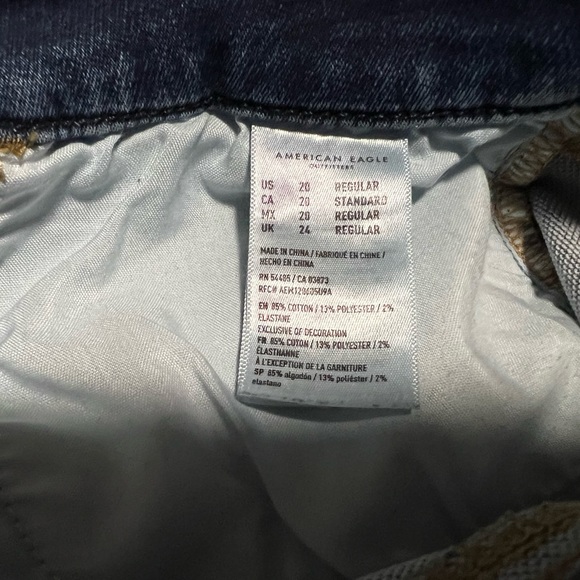 AMERICAN EAGLE
OUTFITTERS
US 20 REGULAR
CA 20 STANDARD
MX 20 REGULAR
UK 24 REGULAR
MADE IN CHINA / FABRIQUÉ EN CHINE /
HECHO EN CHINA
RN 54485 / CA 03873
RFC#
EN 85% COTTON / 13% POLYESTER / 2%
ELASTANE
EXCLUSIVE OF DECORATION
FR 85% COTON / 13% POLYESTER / 2%
ÉLASTHANNE
À L'EXCEPTION DE LA GARNITURE
SP 85% algodón / 13% poliéster / 2%
elastano